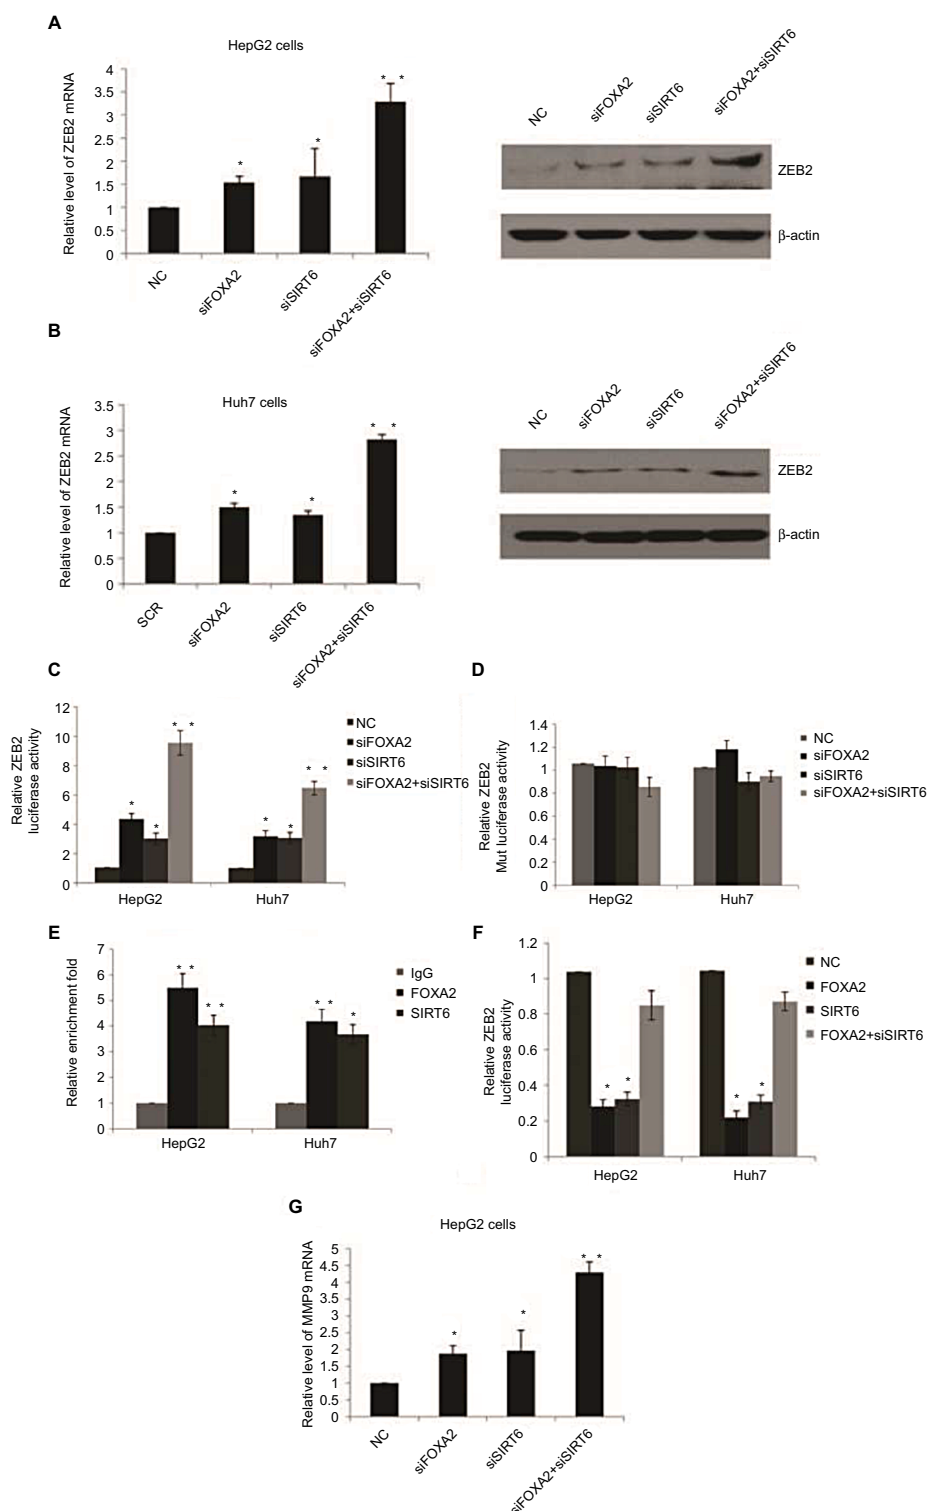 A
HepG2 cells
Relative level of ZEB2 mRNA
4
3.5
3
2.5
2
1.5
1
0.5
0
* * * *
NC
siFOXA2
siSIRT6
siFOXA2+siSIRT6
NC
siFOXA2
siSIRT6
siFOXA2+siSIRT6
ZEB2
β-actin
B
Huh7 cells
Relative level of ZEB2 mRNA
3.5
3
2.5
2
1.5
1
0.5
0
* * * *
SCR
siFOXA2
siSIRT6
siFOXA2+siSIRT6
NC
siFOXA2
siSIRT6
siFOXA2+siSIRT6
ZEB2
β-actin
C
Relative ZEB2
luciferase activity
12
10
8
6
4
2
0
* * * *
* * * *
HepG2
Huh7
NC
siFOXA2
siSIRT6
siFOXA2+siSIRT6
D
Relative ZEB2
Mut luciferase activity
1.4
1.2
1
0.8
0.6
0.4
0.2
0
HepG2
Huh7
NC
siFOXA2
siSIRT6
siFOXA2+siSIRT6
E
Relative enrichment fold
7
6
5
4
3
2
1
0
* * * *
* * *
HepG2
Huh7
IgG
FOXA2
SIRT6
F
Relative ZEB2
luciferase activity
1.2
1
0.8
0.6
0.4
0.2
0
* *
* *
HepG2
Huh7
NC
FOXA2
SIRT6
FOXA2+siSIRT6
G
HepG2 cells
Relative level of MMP9 mRNA
5
4.5
4
3.5
3
2.5
2
1.5
1
0.5
0
* * * *
NC
siFOXA2
siSIRT6
siFOXA2+siSIRT6